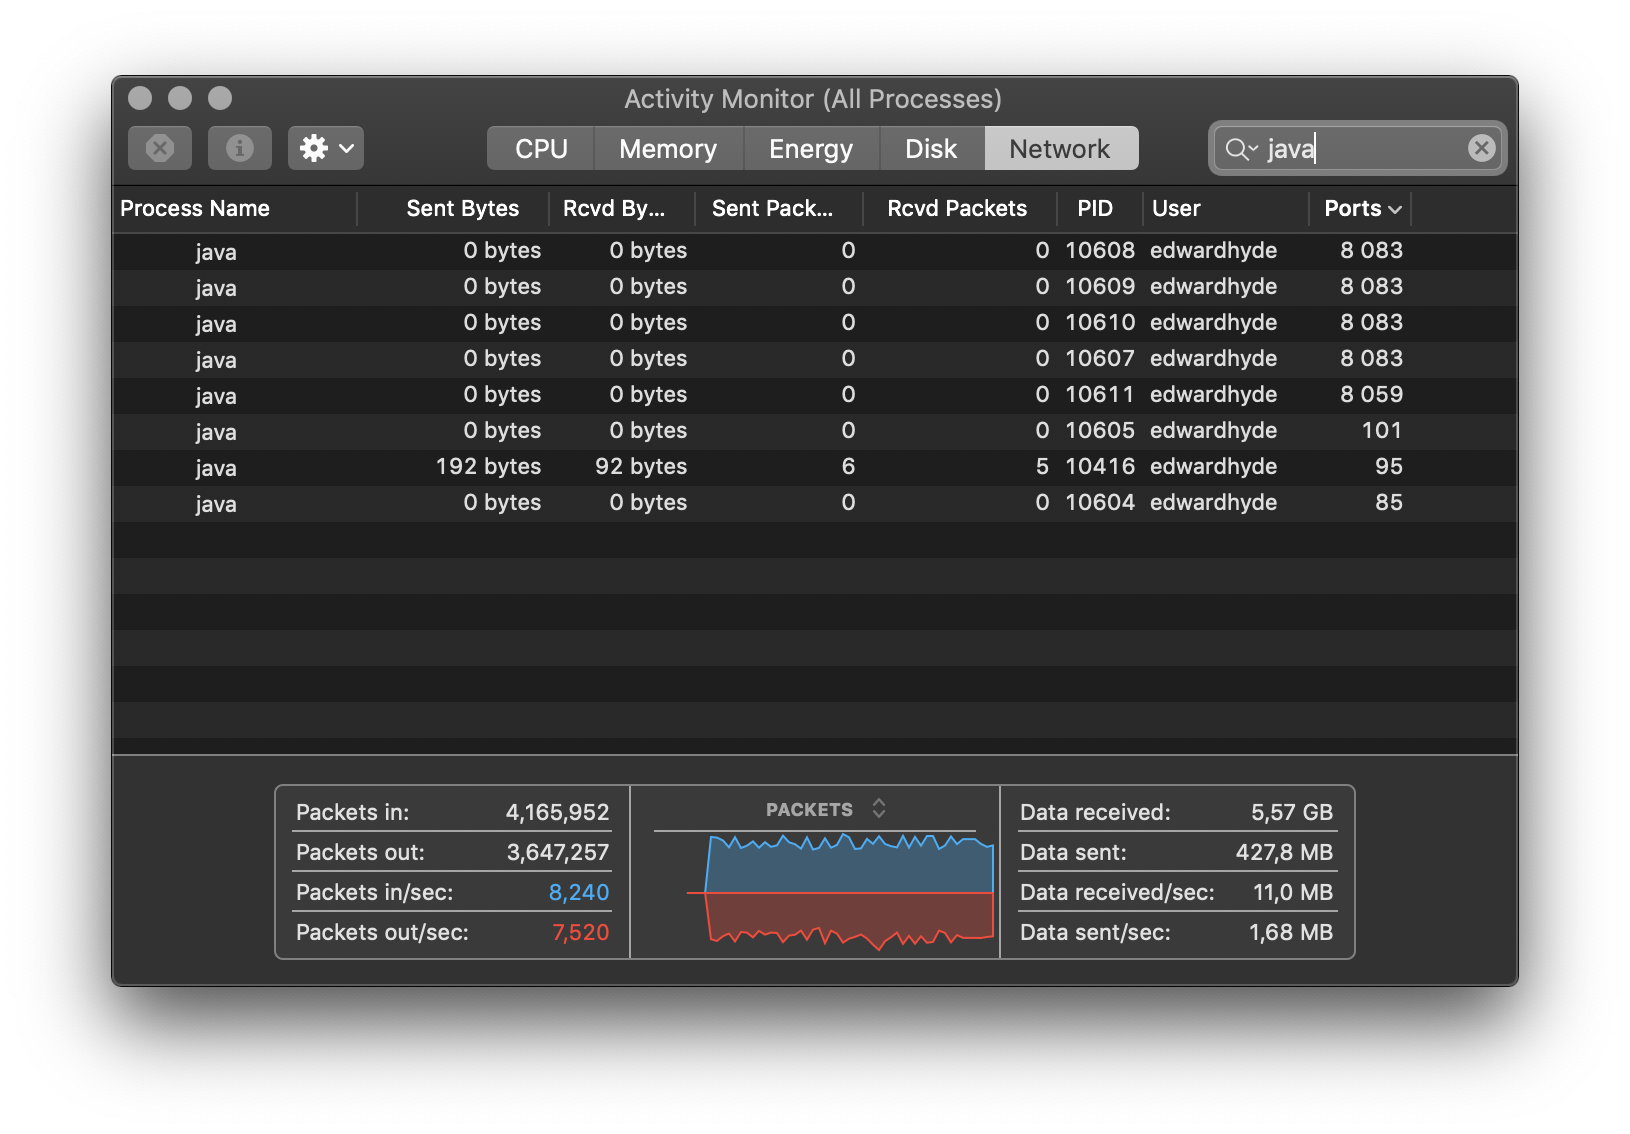 Activity Monitor (All Processes)
CPU Memory Energy Disk Network java
Process Name Sent Bytes Rcvd By... Sent Pack... Rcvd Packets PID User Ports
java 0 bytes 0 bytes 0 0 10608 edwardhyde 8 083
java 0 bytes 0 bytes 0 0 10609 edwardhyde 8 083
java 0 bytes 0 bytes 0 0 10610 edwardhyde 8 083
java 0 bytes 0 bytes 0 0 10607 edwardhyde 8 083
java 0 bytes 0 bytes 0 0 10611 edwardhyde 8 059
java 0 bytes 0 bytes 0 0 10605 edwardhyde 101
java 192 bytes 92 bytes 6 5 10416 edwardhyde 95
java 0 bytes 0 bytes 0 0 10604 edwardhyde 85
Packets in: 4,165,952
Packets out: 3,647,257
Packets in/sec: 8,240
Packets out/sec: 7,520
PACKETS
Data received: 5,57 GB
Data sent: 427,8 MB
Data received/sec: 11,0 MB
Data sent/sec: 1,68 MB